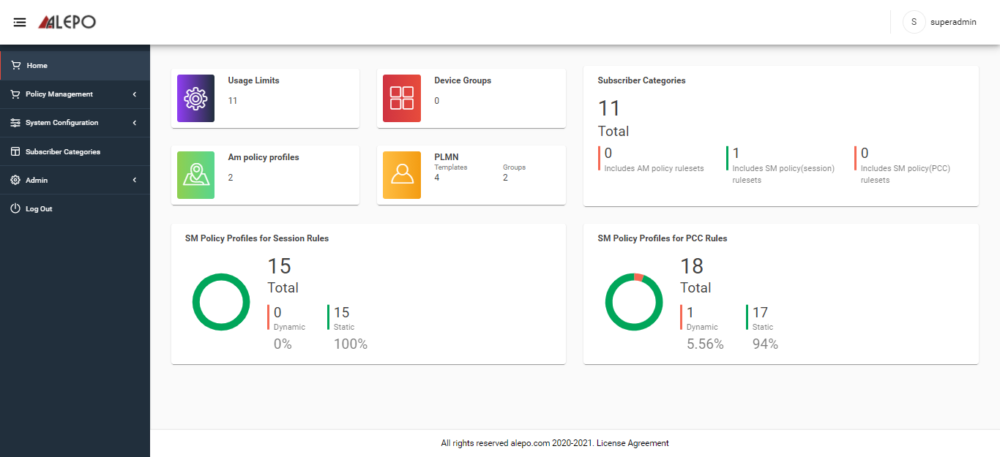 ALEPO
S superadmin
Home
Policy Management
System Configuration
Subscriber Categories
Admin
Log Out
Usage Limits
11
Device Groups
0
Am policy profiles
2
PLMN
Templates Groups
4 2
Subscriber Categories
11
Total
0
Includes AM policy rulesets
1
Includes SM policy(session)
rulesets
0
Includes SM policy(PCC)
rulesets
SM Policy Profiles for Session Rules
15
Total
0 15
Dynamic Static
0% 100%
SM Policy Profiles for PCC Rules
18
Total
1 17
Dynamic Static
5.56% 94%
All rights reserved alepo.com 2020-2021. License Agreement